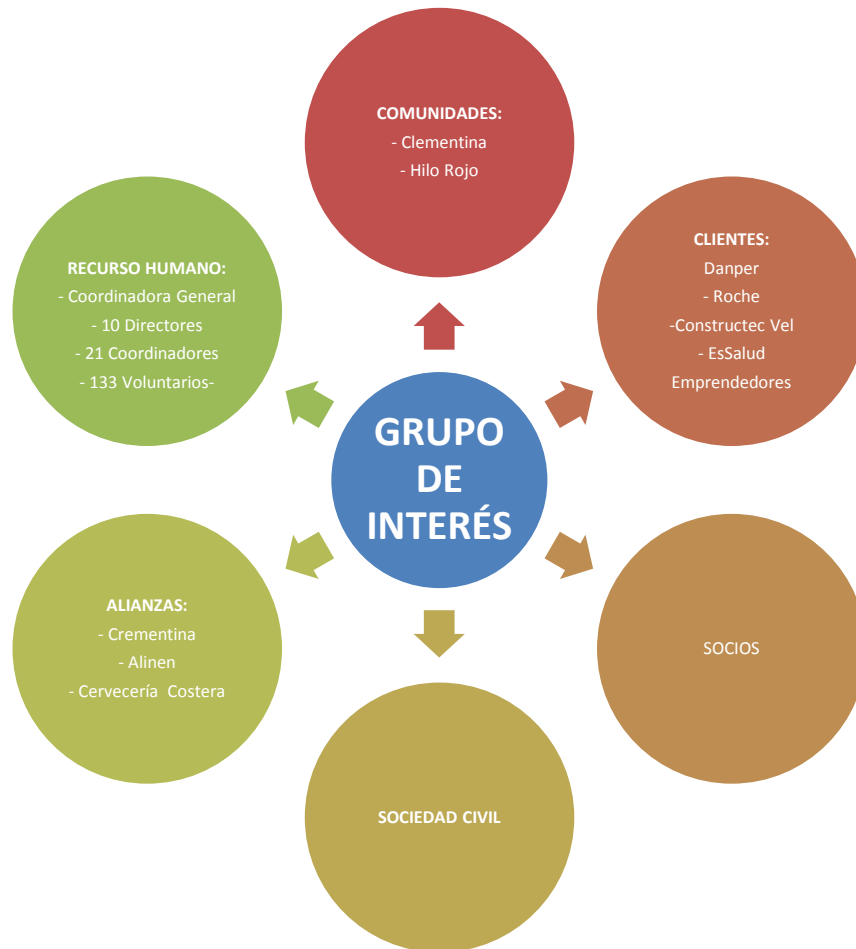 COMUNIDADES:
- Clementina
- Hilo Rojo
CLIENTES:
Danper
- Roche
-Constructec Vel
- EsSalud
Emprendedores
SOCIOS
SOCIEDAD CIVIL
ALIANZAS:
- Crementina
- Alinen
- Cervecería Costera
RECURSO HUMANO:
- Coordinadora General
- 10 Directores
- 21 Coordinadores
- 133 Voluntarios-
GRUPO
DE
INTERÉS